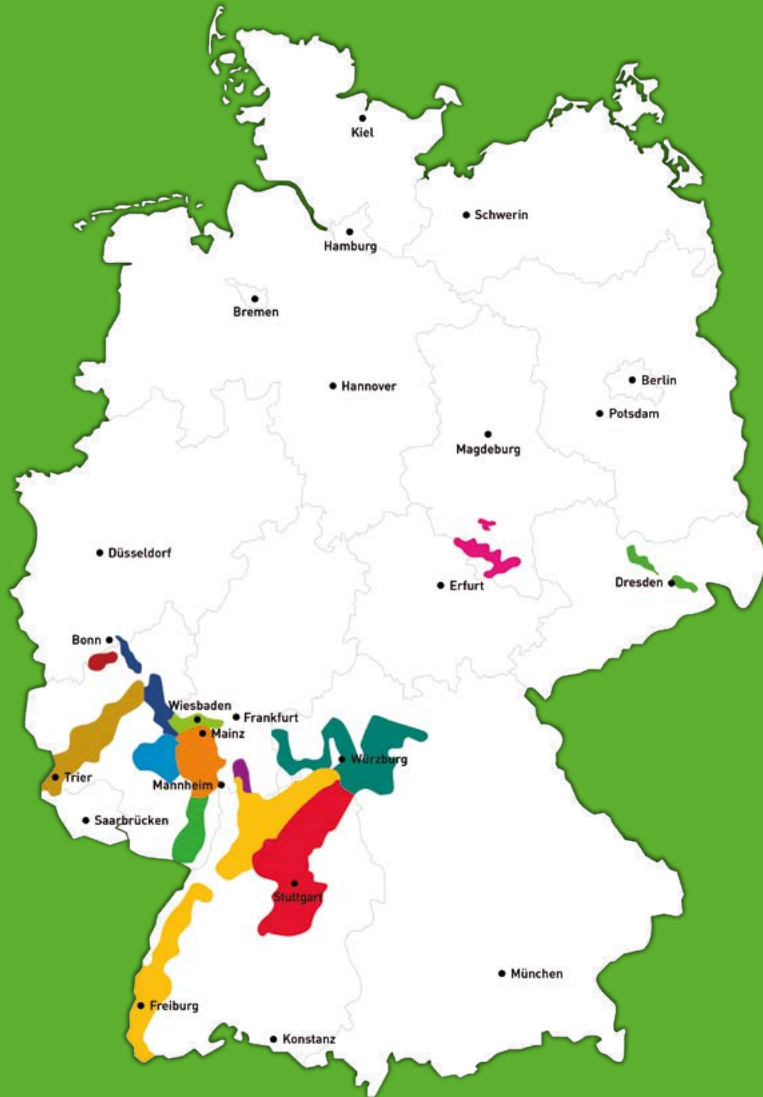 Kiel
Schwerin
Hamburg
Bremen
Hannover
Berlin
Potsdam
Magdeburg
Düsseldorf
Erfurt
Dresden
Bonn
Wiesbaden
Frankfurt
Mainz
Würzburg
Trier
Mannheim
Saarbrücken
Stuttgart
München
Freiburg
Konstanz